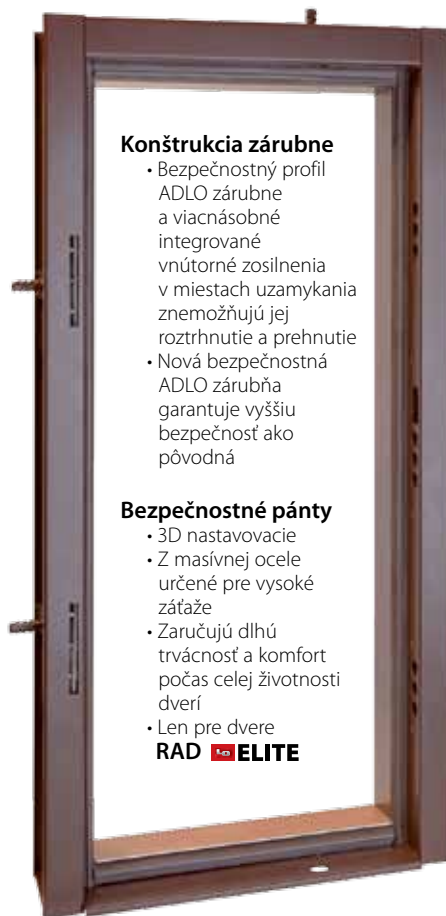 Konštrukcia zárubne
• Bezpečnostný profil
ADLO zárubne
a viacnásobné
integrované
vnútorné zosilnenia
v miestach uzamykania
znemožňujú jej
roztrhnutie a prehnutie
• Nová bezpečnostná
ADLO zárubňa
garantuje vyššiu
bezpečnosť ako
pôvodná
Bezpečnostné pánty
• 3D nastavovacie
• Z masívnej ocele
určené pre vysoké
záťaže
• Zaručujú dlhú
trvácnosť a komfort
počas celej životnosti
dverí
• Len pre dvere
RAD ELITE